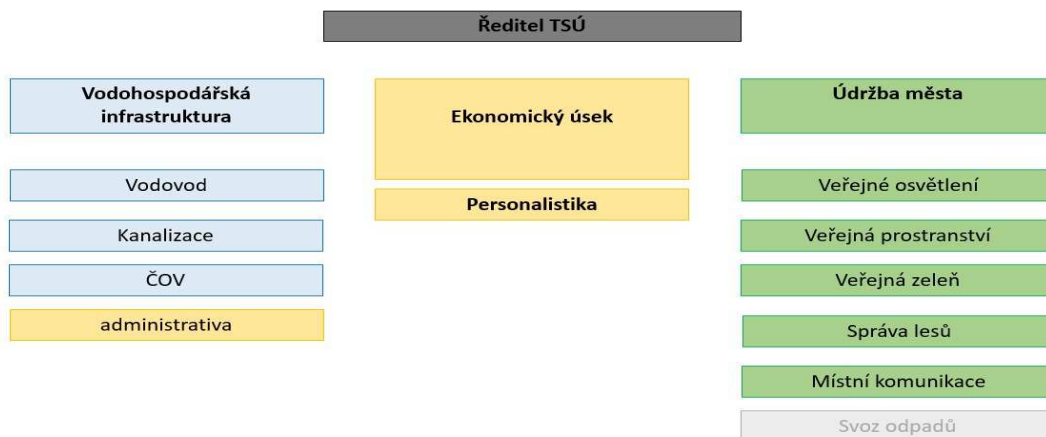 Ředitel TSÚ
Vodohospodářská
infrastruktura
Vodovod
Kanalizace
ČOV
administrativa
Ekonomický úsek
Personalistika
Údržba města
Veřejné osvětlení
Veřejná prostranství
Veřejná zeleň
Správa lesů
Místní komunikace
Svoz odpadů